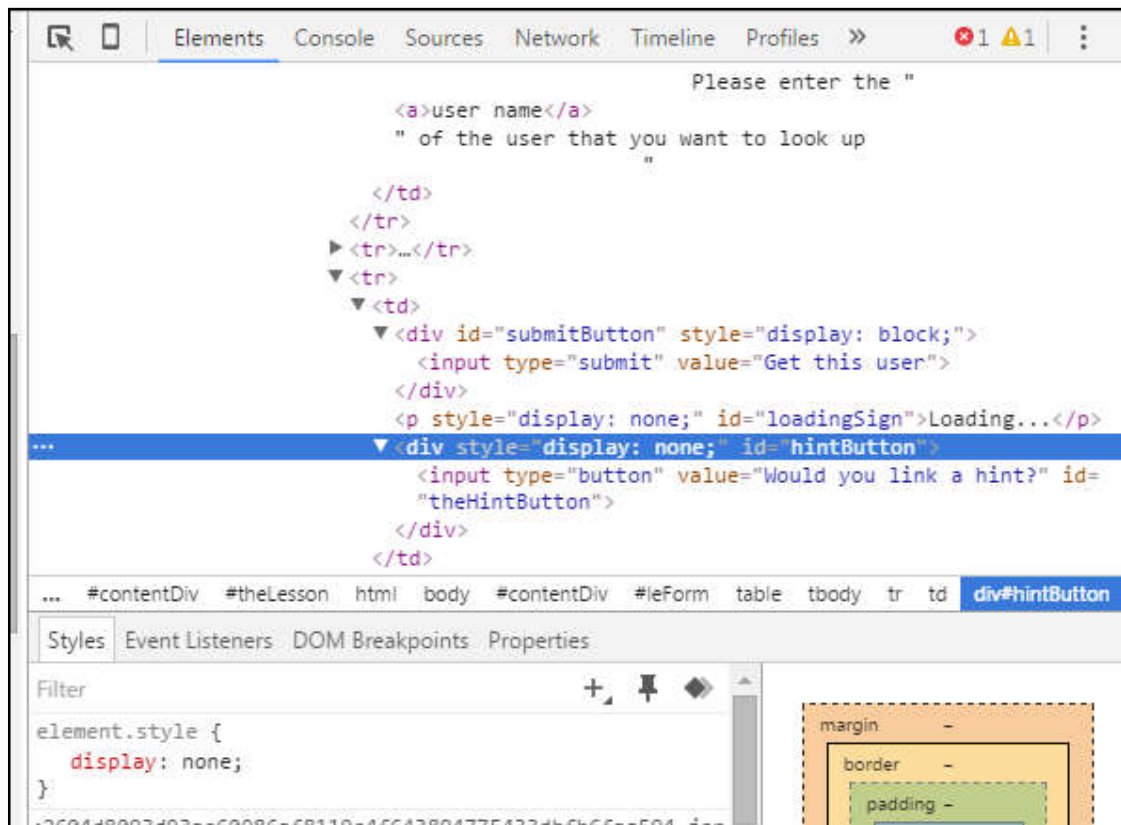 Elements Console Sources Network Timeline Profiles » 1 1
Please enter the "
<a>user name</a>
" of the user that you want to look up
"
</td>
</tr>
<tr>…</tr>
<tr>
<td>
<div id="submitButton" style="display: block;">
<input type="submit" value="Get this user">
</div>
<p style="display: none;" id="loadingSign">Loading...</p>
... <div style="display: none;" id="hintButton">
<input type="button" value="Would you link a hint?" id=
"theHintButton">
</div>
</td>
... #contentDiv #theLesson html body #contentDiv #leForm table tbody tr td div#hintButton
Styles Event Listeners DOM Breakpoints Properties
Filter
element.style {
display: none;
}
margin -
border -
padding -